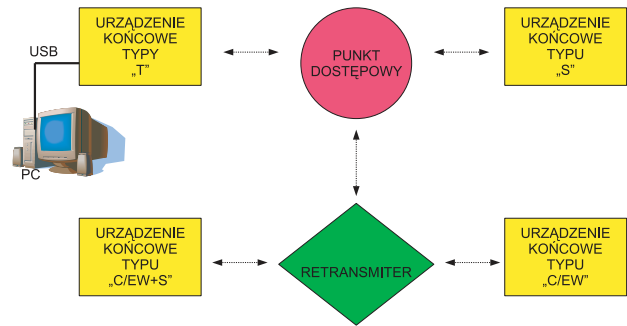 URZĄDZENIE
KOŃCOWE
TYPY
„T”
USB
PC
PUNKT
DOSTĘPOWY
URZĄDZENIE
KOŃCOWE
TYPU
„S”
URZĄDZENIE
KOŃCOWE
TYPU
„C/EW+S”
RETRANSMITER
URZĄDZENIE
KOŃCOWE
TYPU
„C/EW”